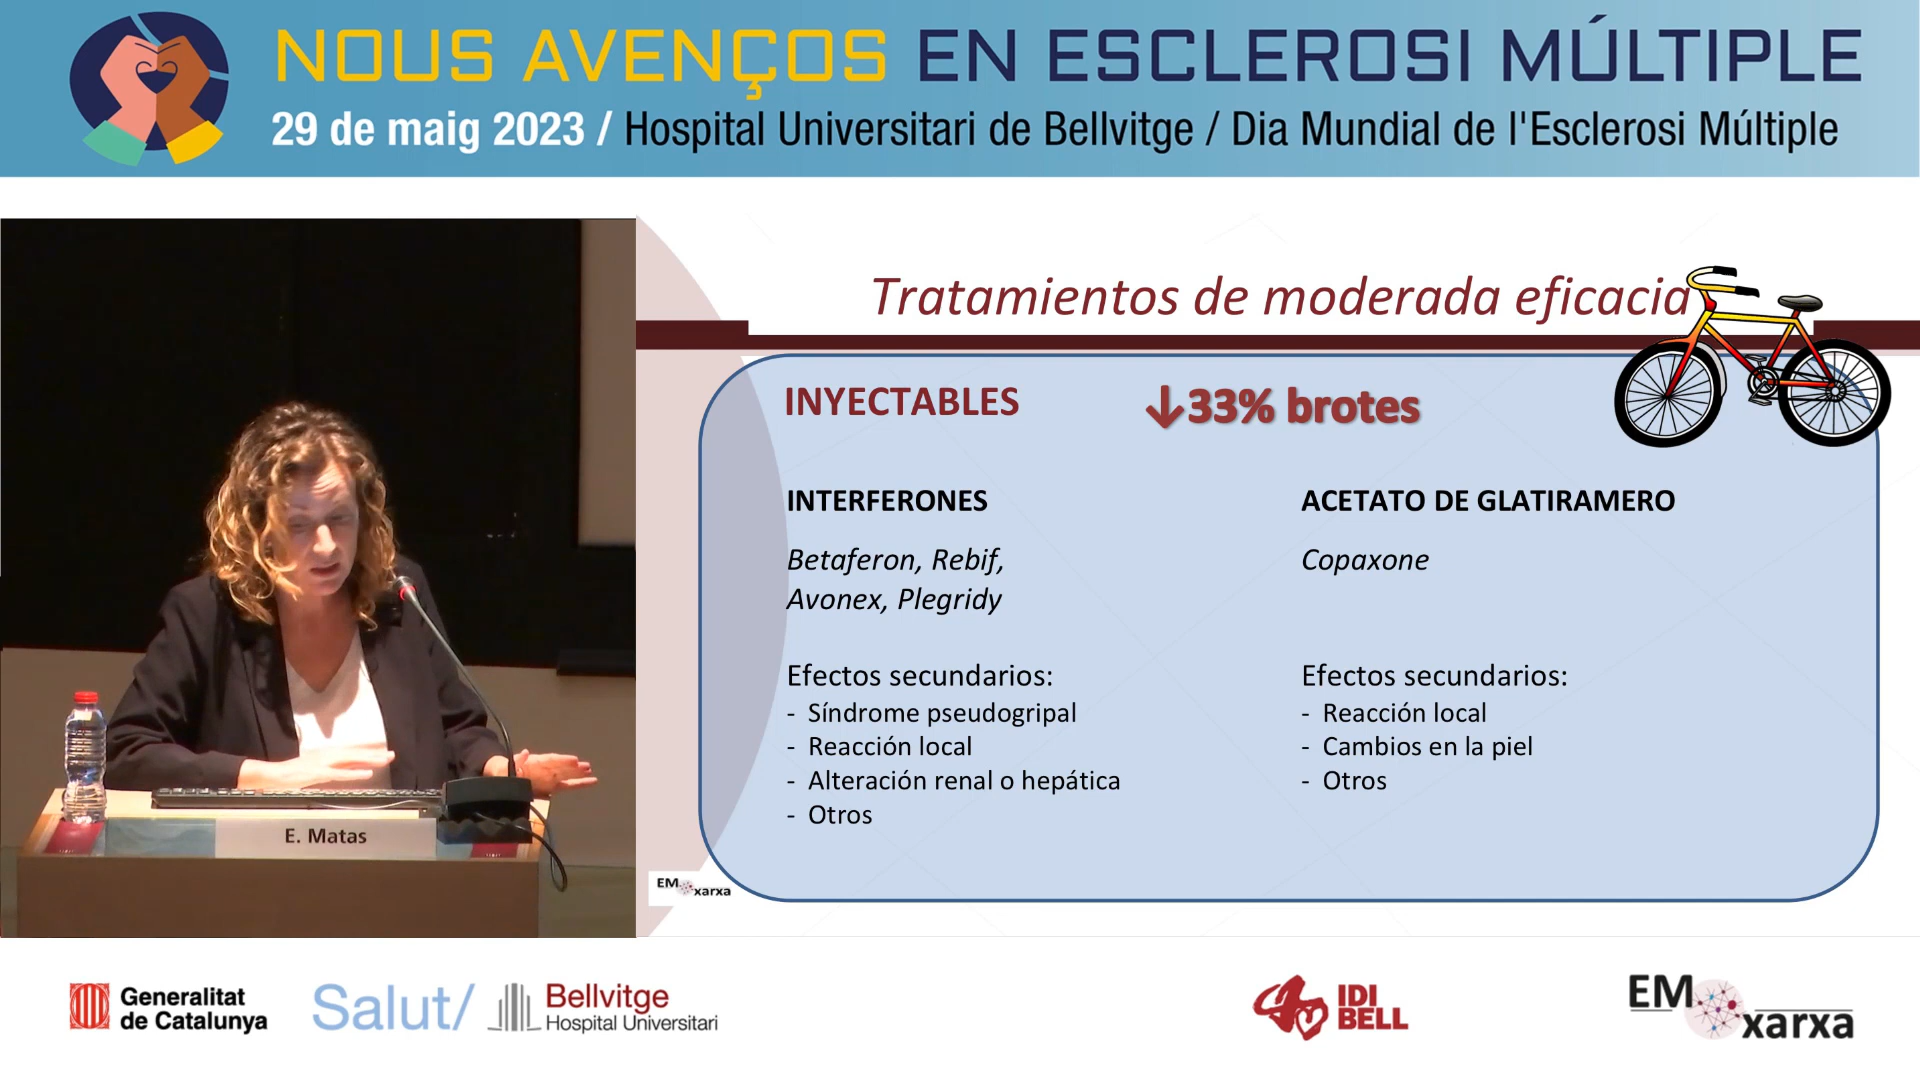 NOUS AVENÇOS EN ESCLEROSI MÚLTIPLE
29 de maig 2023 / Hospital Universitari de Bellvitge / Dia Mundial de l'Esclerosi Múltiple
Tratamientos de moderada eficacia
INYECTABLES
↓33% brotes
INTERFERONES
Betaferon, Rebif,
Avonex, Plegridy
Efectos secundarios:
- Síndrome pseudogripal
- Reacción local
- Alteración renal o hepática
- Otros
ACETATO DE GLATIRAMERO
Copaxone
Efectos secundarios:
- Reacción local
- Cambios en la piel
- Otros
E. Matas
EM xarxa
Generalitat
de Catalunya
Salut/
Bellvitge
Hospital Universitari
IDI
BELL
EM
xarxa